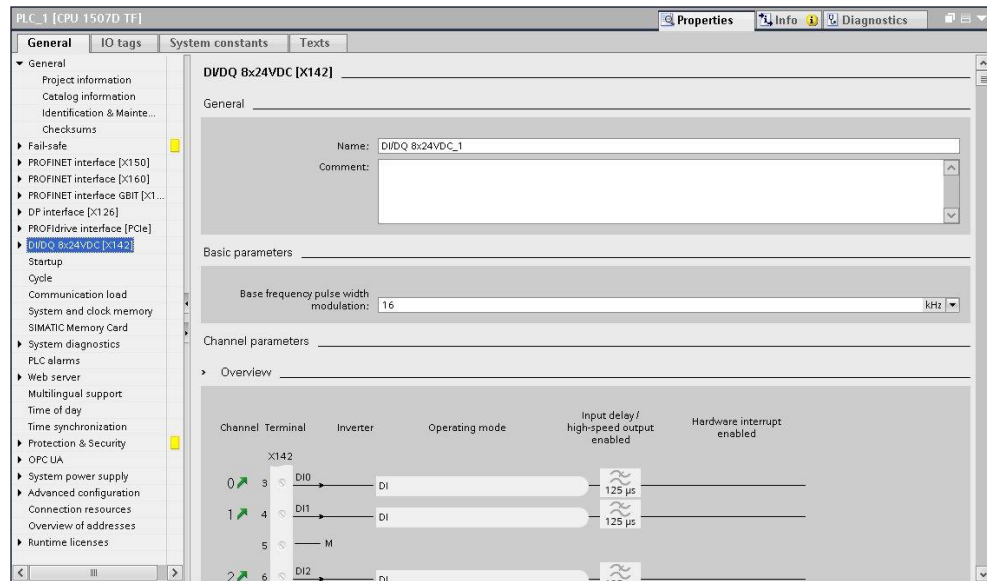 PLC_1 [CPU 1507D TF]
Properties
Info
Diagnostics
General
IO tags
System constants
Texts
General
Project information
Catalog information
Identification & Mainte...
Checksums
Fail-safe
PROFINET interface [X150]
PROFINET interface [X160]
PROFINET interface GBIT [X1...
DP interface [X126]
PROFIdrive interface [PCIe]
DI/DQ 8x24VDC [X142]
Startup
Cycle
Communication load
System and clock memory
SIMATIC Memory Card
System diagnostics
PLC alarms
Web server
Multilingual support
Time of day
Time synchronization
Protection & Security
OPC UA
System power supply
Advanced configuration
Connection resources
Overview of addresses
Runtime licenses
DI/DQ 8x24VDC [X142]
General
Name: DI/DQ 8x24VDC_1
Comment:
Basic parameters
Base frequency pulse width
modulation: 16 kHz
Channel parameters
Overview
Channel Terminal Inverter Operating mode Input delay / high-speed output enabled Hardware interrupt enabled
X142
0 3 DI0 DI 125 µs
1 4 DI1 DI 125 µs
5 M
2 6 DI2 DI